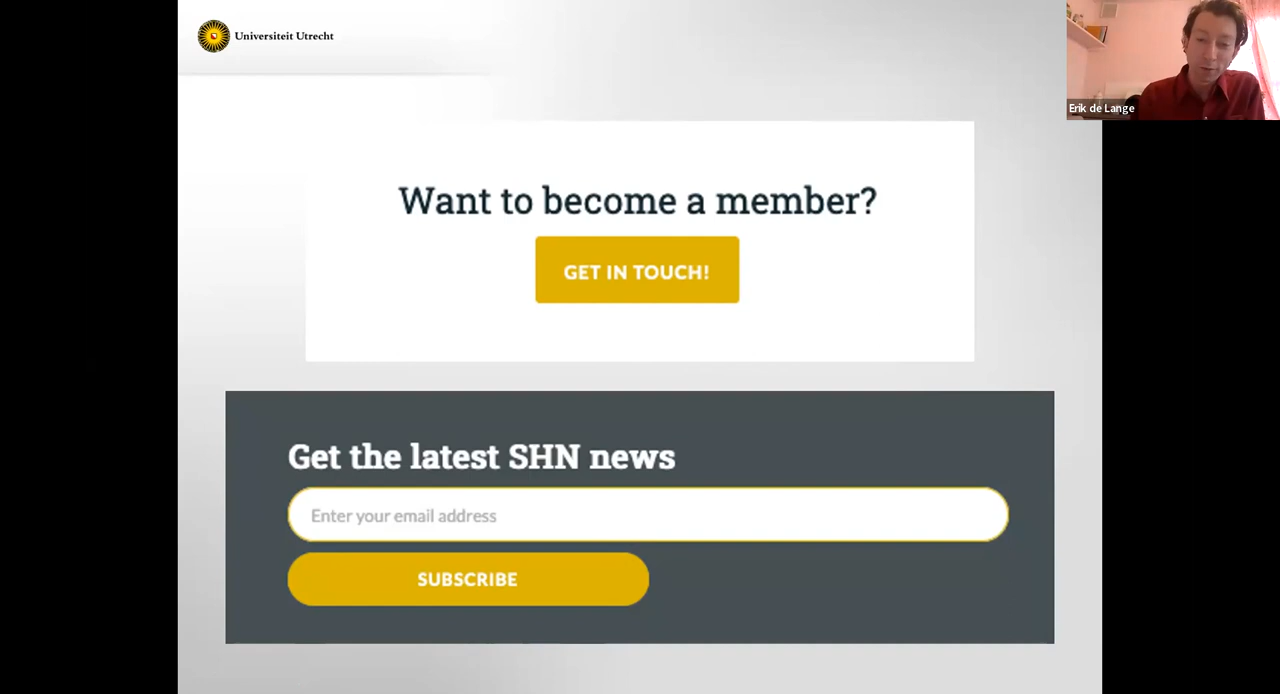 Universiteit Utrecht
Erik de Lange
Want to become a member?
GET IN TOUCH!
Get the latest SHN news
Enter your email address
SUBSCRIBE